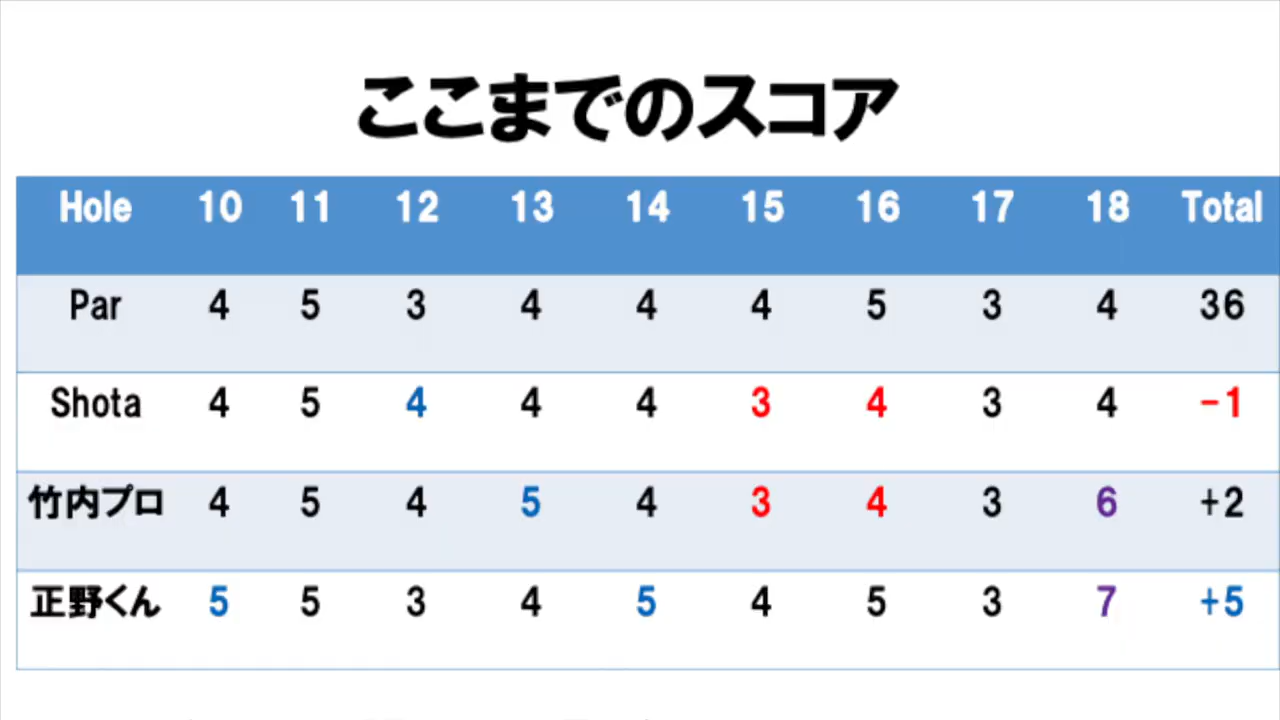 ここまでのスコア
Hole 10 11 12 13 14 15 16 17 18 Total
Par 4 5 3 4 4 4 5 3 4 36
Shota 4 5 4 4 4 3 4 3 4 -1
竹内プロ 4 5 4 5 4 3 4 3 6 +2
正野くん 5 5 3 4 5 4 5 3 7 +5